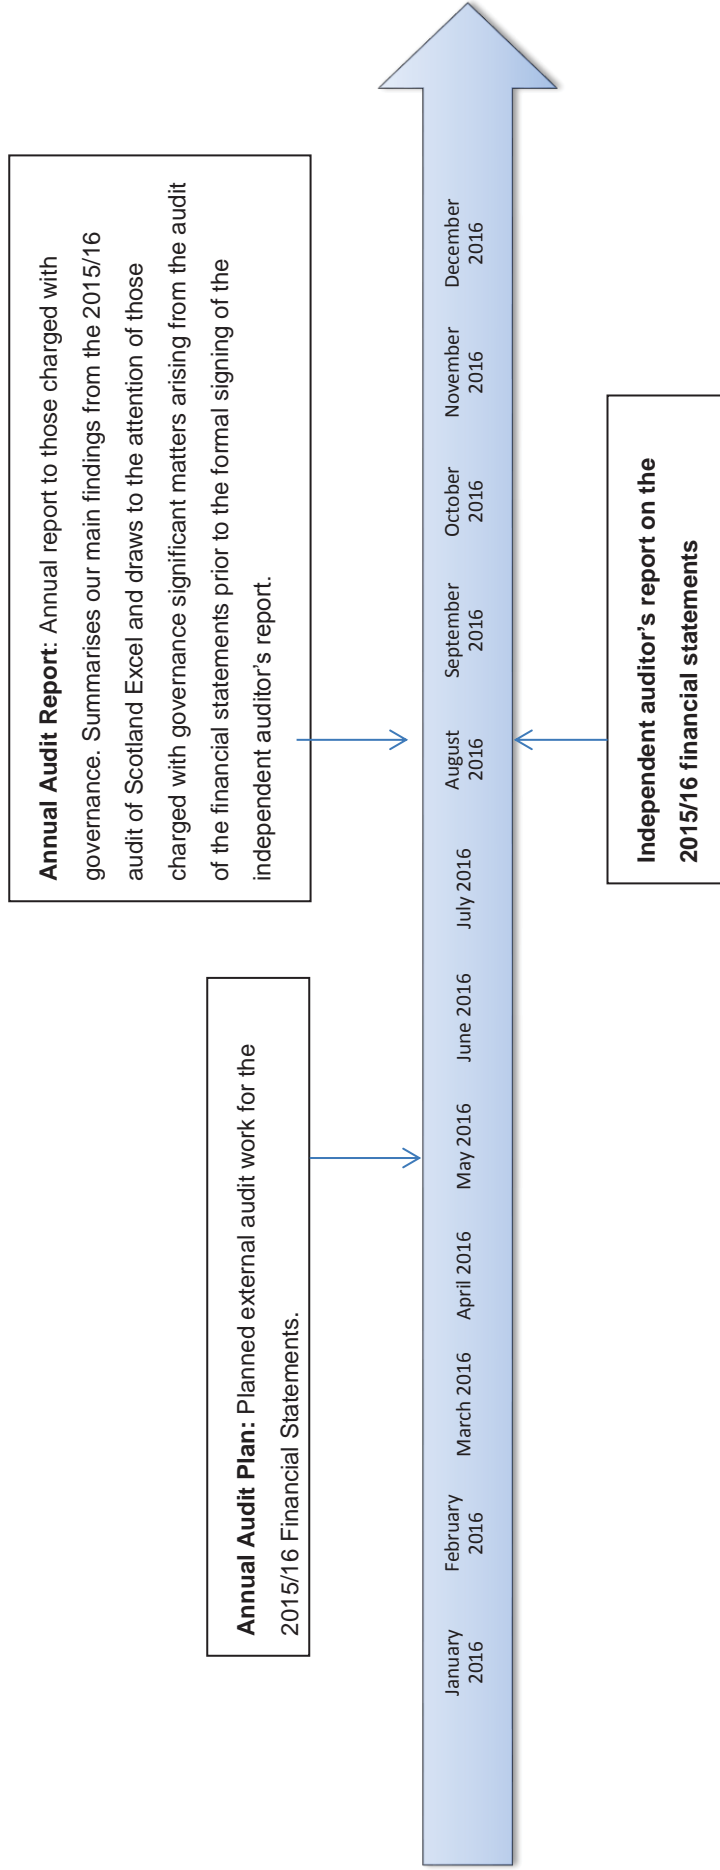 Annual Audit Plan: Planned external audit work for the
2015/16 Financial Statements.
Annual Audit Report: Annual report to those charged with
governance. Summarises our main findings from the 2015/16
audit of Scotland Excel and draws to the attention of those
charged with governance significant matters arising from the audit
of the financial statements prior to the formal signing of the
independent auditor’s report.
January
2016
February
2016
March 2016
April 2016
May 2016
June 2016
July 2016
August
2016
September
2016
October
2016
November
2016
December
2016
Independent auditor’s report on the
2015/16 financial statements